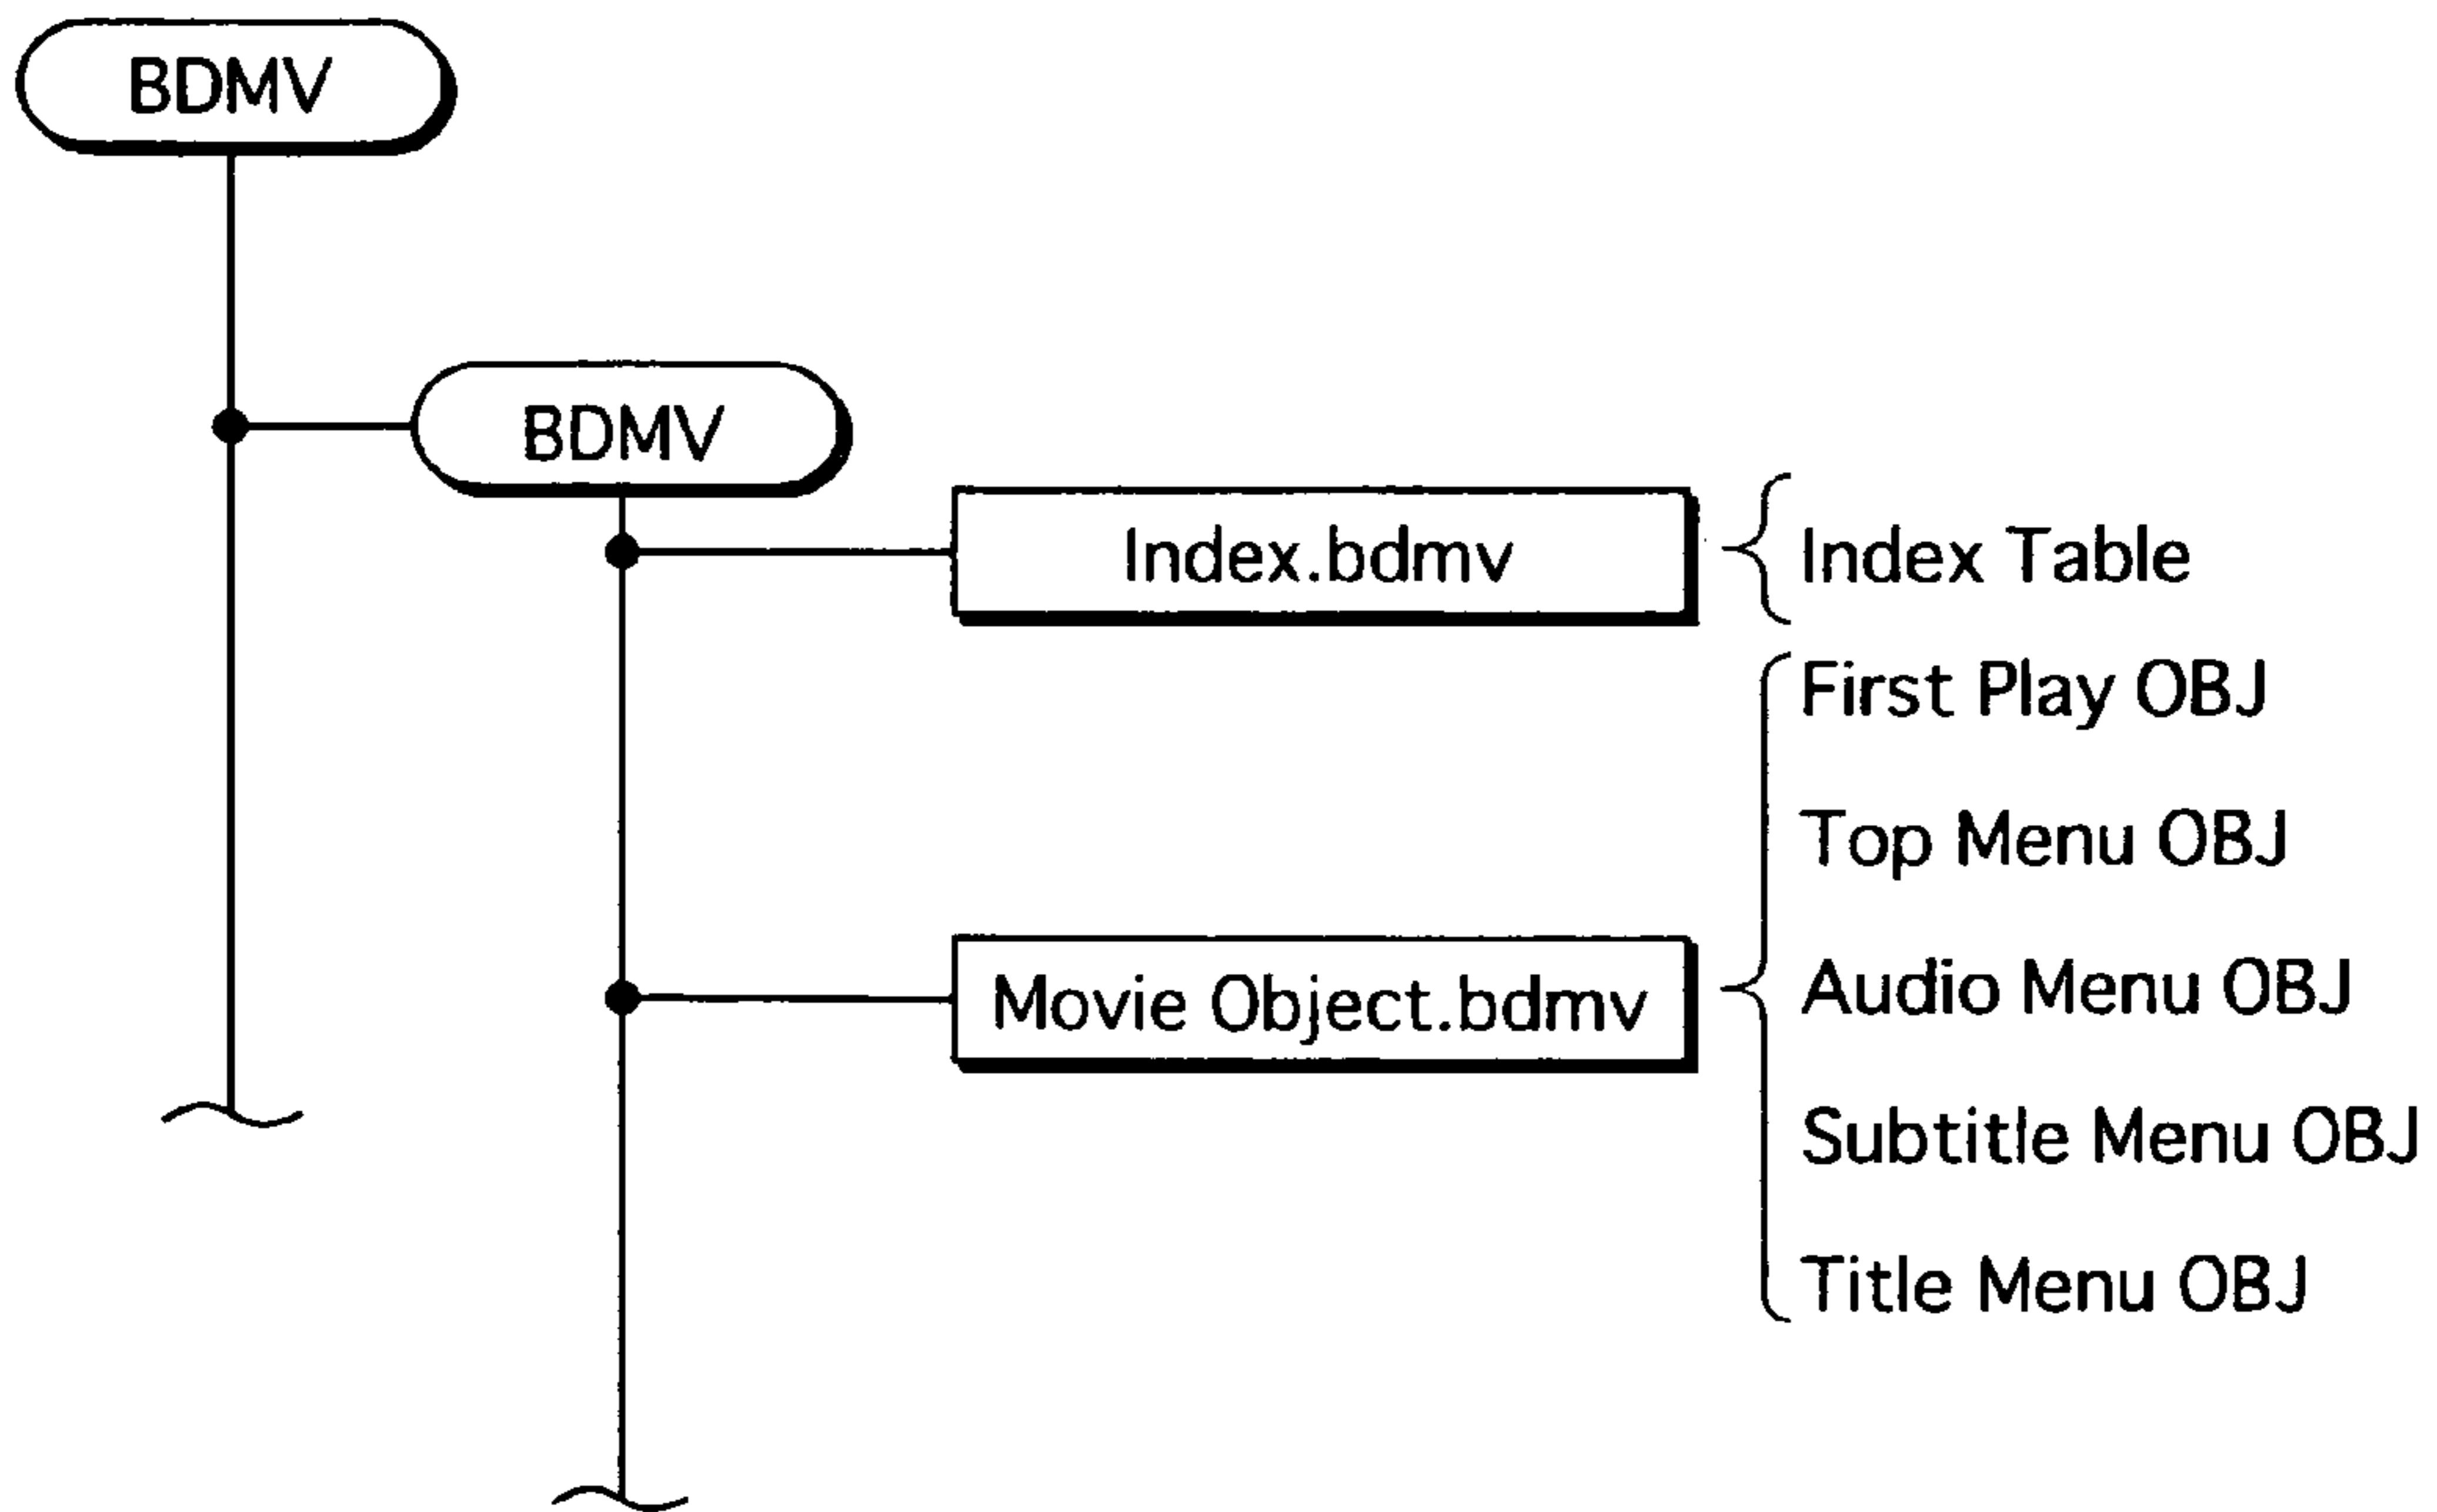 BDMV
BDMV
Index.bdmv
Index Table
First Play OBJ
Top Menu OBJ
Movie Object.bdmv
Audio Menu OBJ
Subtitle Menu OBJ
Title Menu OBJ